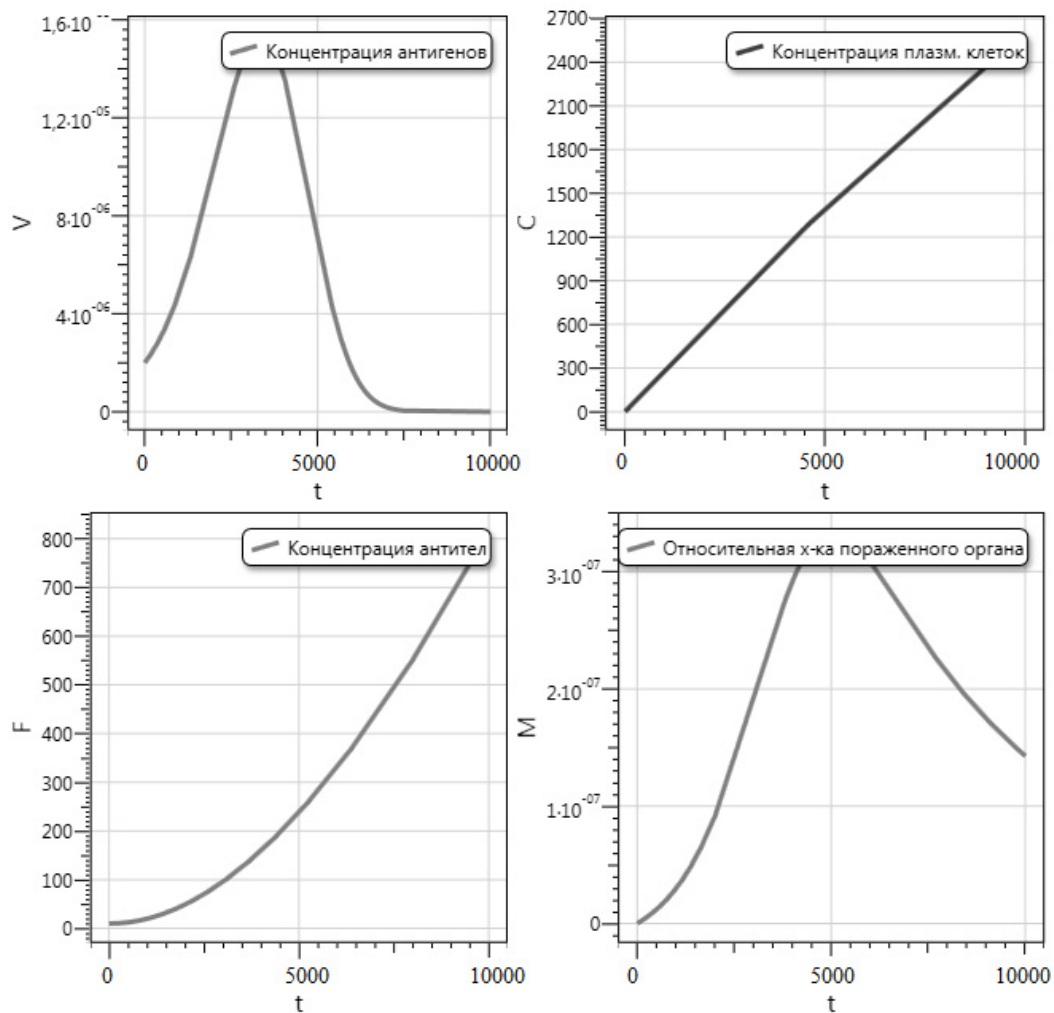 1,6·10
Концентрация антигенов
1,2·10⁻⁰⁵
8·10⁻⁰⁶
4·10⁻⁰⁶
0
V
0 5000 10000
t
2700
Концентрация плазм. клеток
2400
2100
1800
1500
1200
900
600
300
0
C
0 5000 10000
t
800
Концентрация антител
700
600
500
400
300
200
100
0
F
0 5000 10000
t
Относительная х-ка пораженного органа
3·10⁻⁰⁷
2·10⁻⁰⁷
1·10⁻⁰⁷
0
M
0 5000 10000
t